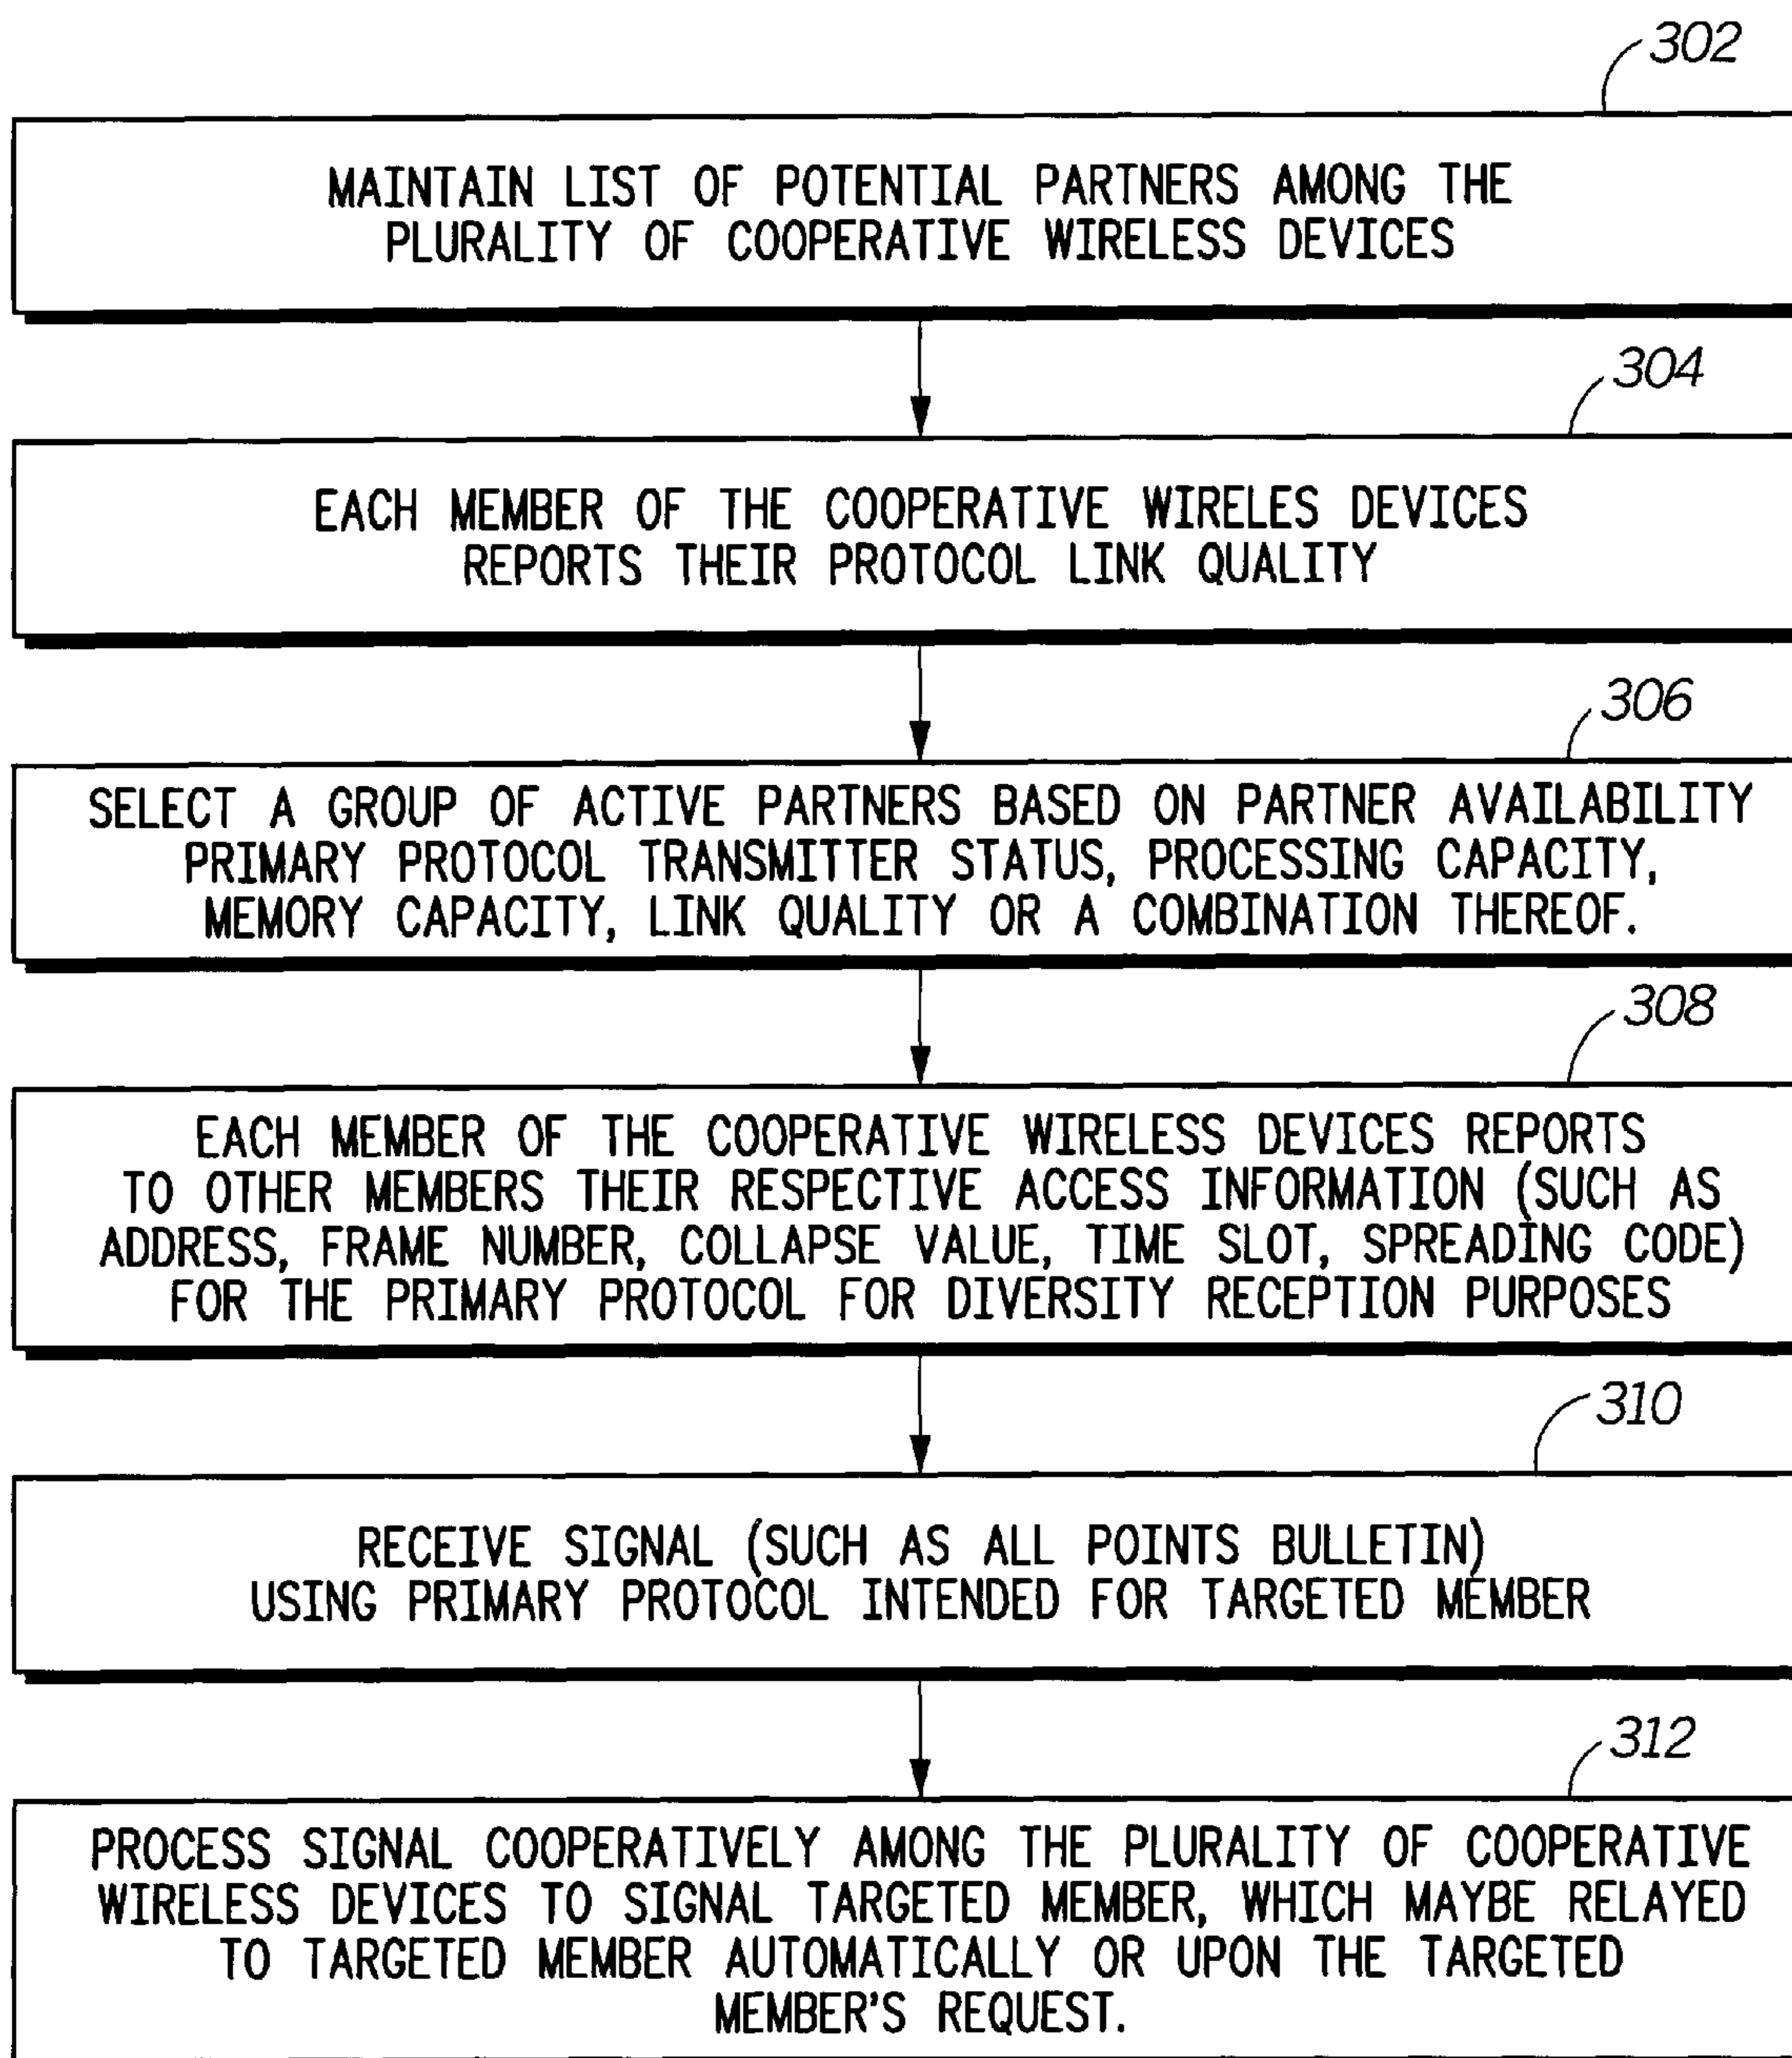 302
MAINTAIN LIST OF POTENTIAL PARTNERS AMONG THE
PLURALITY OF COOPERATIVE WIRELESS DEVICES
304
EACH MEMBER OF THE COOPERATIVE WIRELES DEVICES
REPORTS THEIR PROTOCOL LINK QUALITY
306
SELECT A GROUP OF ACTIVE PARTNERS BASED ON PARTNER AVAILABILITY
PRIMARY PROTOCOL TRANSMITTER STATUS, PROCESSING CAPACITY,
MEMORY CAPACITY, LINK QUALITY OR A COMBINATION THEREOF.
308
EACH MEMBER OF THE COOPERATIVE WIRELESS DEVICES REPORTS
TO OTHER MEMBERS THEIR RESPECTIVE ACCESS INFORMATION (SUCH AS
ADDRESS, FRAME NUMBER, COLLAPSE VALUE, TIME SLOT, SPREADING CODE)
FOR THE PRIMARY PROTOCOL FOR DIVERSITY RECEPTION PURPOSES
310
RECEIVE SIGNAL (SUCH AS ALL POINTS BULLETIN)
USING PRIMARY PROTOCOL INTENDED FOR TARGETED MEMBER
312
PROCESS SIGNAL COOPERATIVELY AMONG THE PLURALITY OF COOPERATIVE
WIRELESS DEVICES TO SIGNAL TARGETED MEMBER, WHICH MAYBE RELAYED
TO TARGETED MEMBER AUTOMATICALLY OR UPON THE TARGETED
MEMBER'S REQUEST.